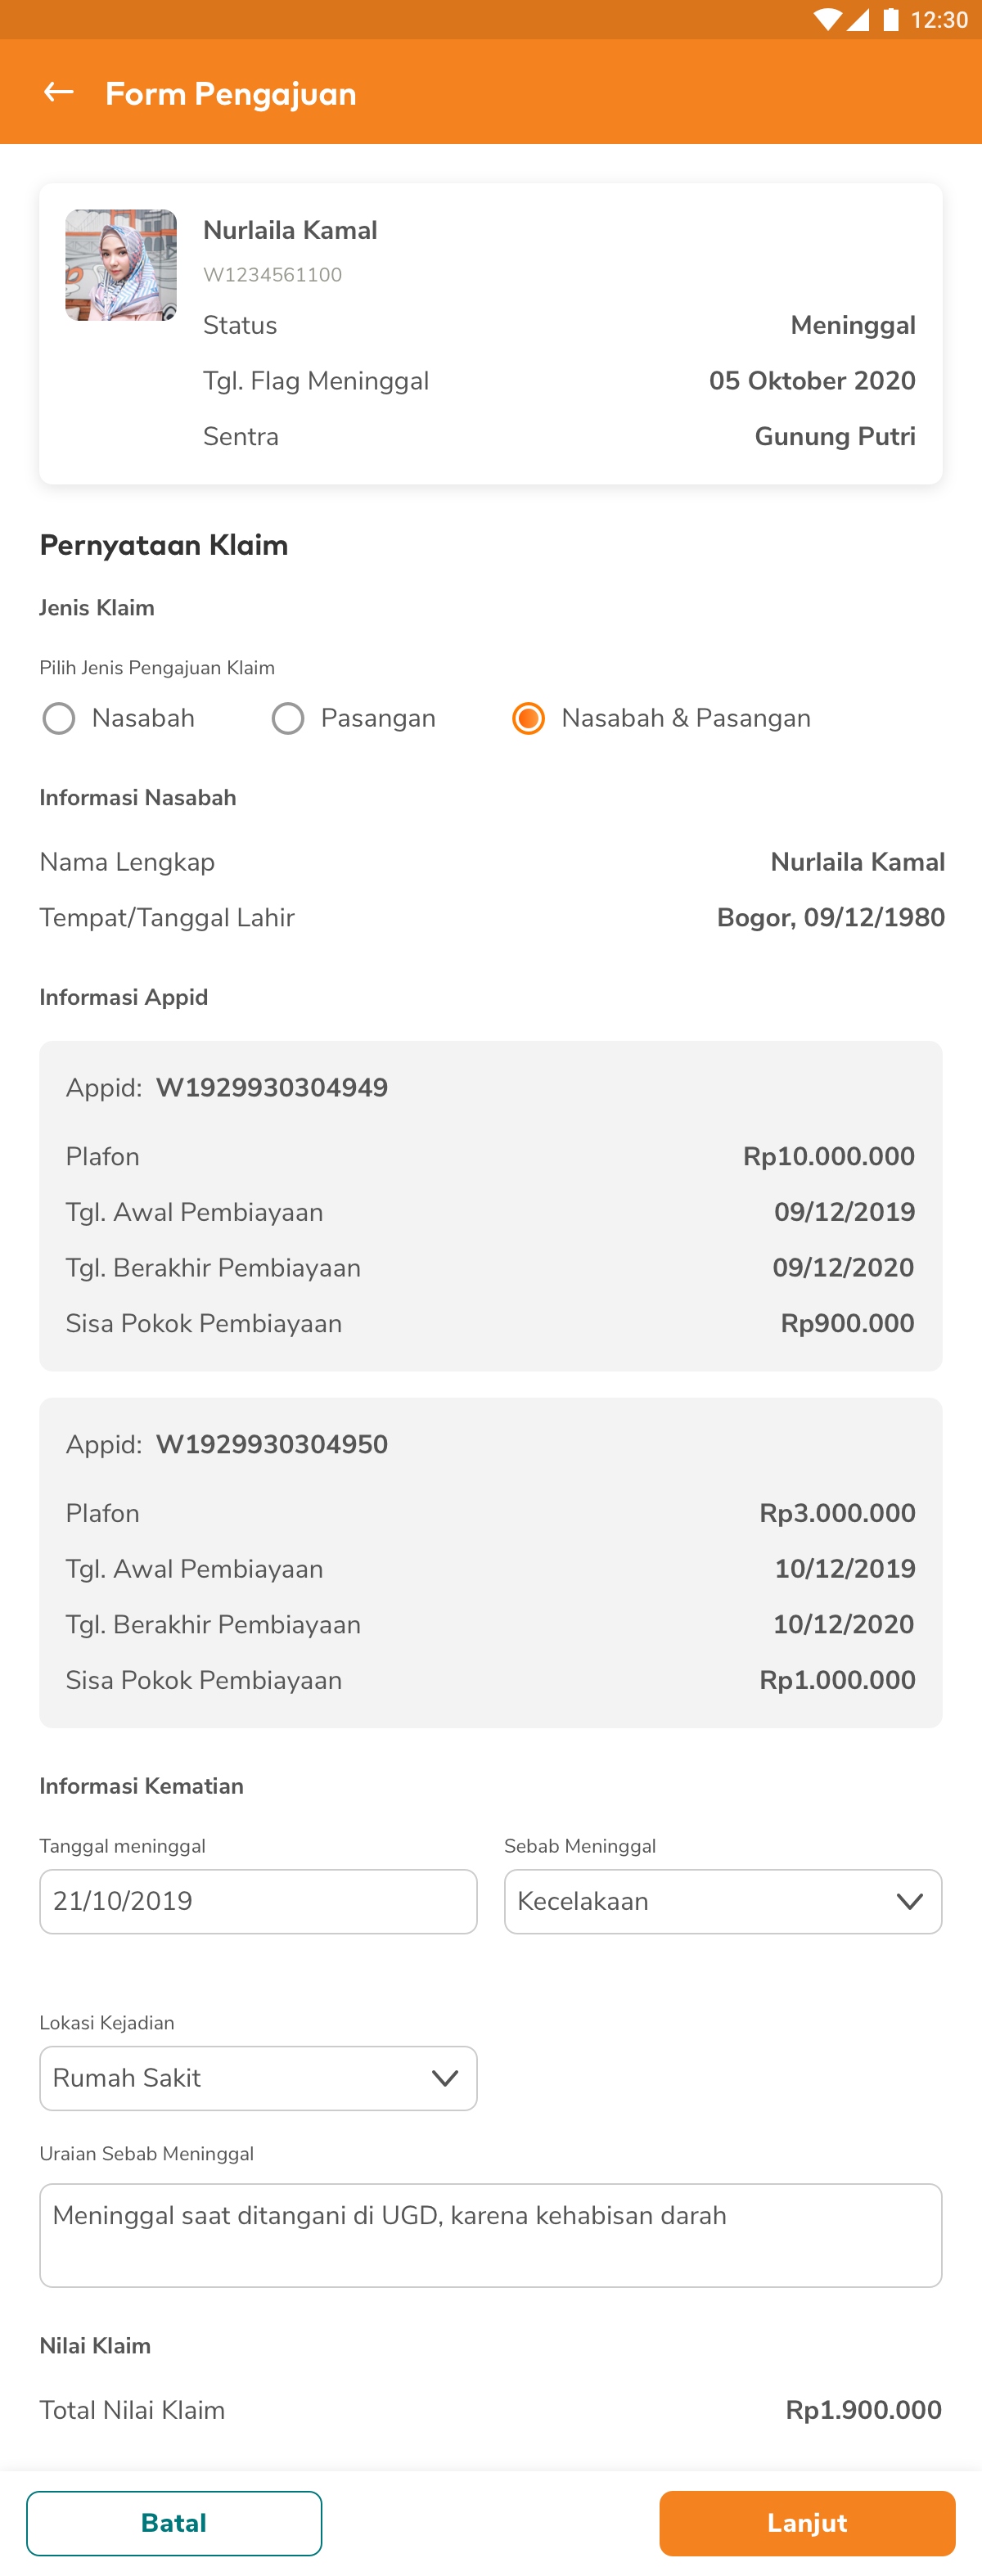 12:30
Form Pengajuan
Nurlaila Kamal
W1234561100
Status Meninggal
Tgl. Flag Meninggal 05 Oktober 2020
Sentra Gunung Putri
Pernyataan Klaim
Jenis Klaim
Pilih Jenis Pengajuan Klaim
Nasabah Pasangan Nasabah & Pasangan
Informasi Nasabah
Nama Lengkap Nurlaila Kamal
Tempat/Tanggal Lahir Bogor, 09/12/1980
Informasi Appid
Appid: W1929930304949
Plafon Rp10.000.000
Tgl. Awal Pembiayaan 09/12/2019
Tgl. Berakhir Pembiayaan 09/12/2020
Sisa Pokok Pembiayaan Rp900.000
Appid: W1929930304950
Plafon Rp3.000.000
Tgl. Awal Pembiayaan 10/12/2019
Tgl. Berakhir Pembiayaan 10/12/2020
Sisa Pokok Pembiayaan Rp1.000.000
Informasi Kematian
Tanggal meninggal Sebab Meninggal
21/10/2019 Kecelakaan
Lokasi Kejadian
Rumah Sakit
Uraian Sebab Meninggal
Meninggal saat ditangani di UGD, karena kehabisan darah
Nilai Klaim
Total Nilai Klaim Rp1.900.000
Batal Lanjut